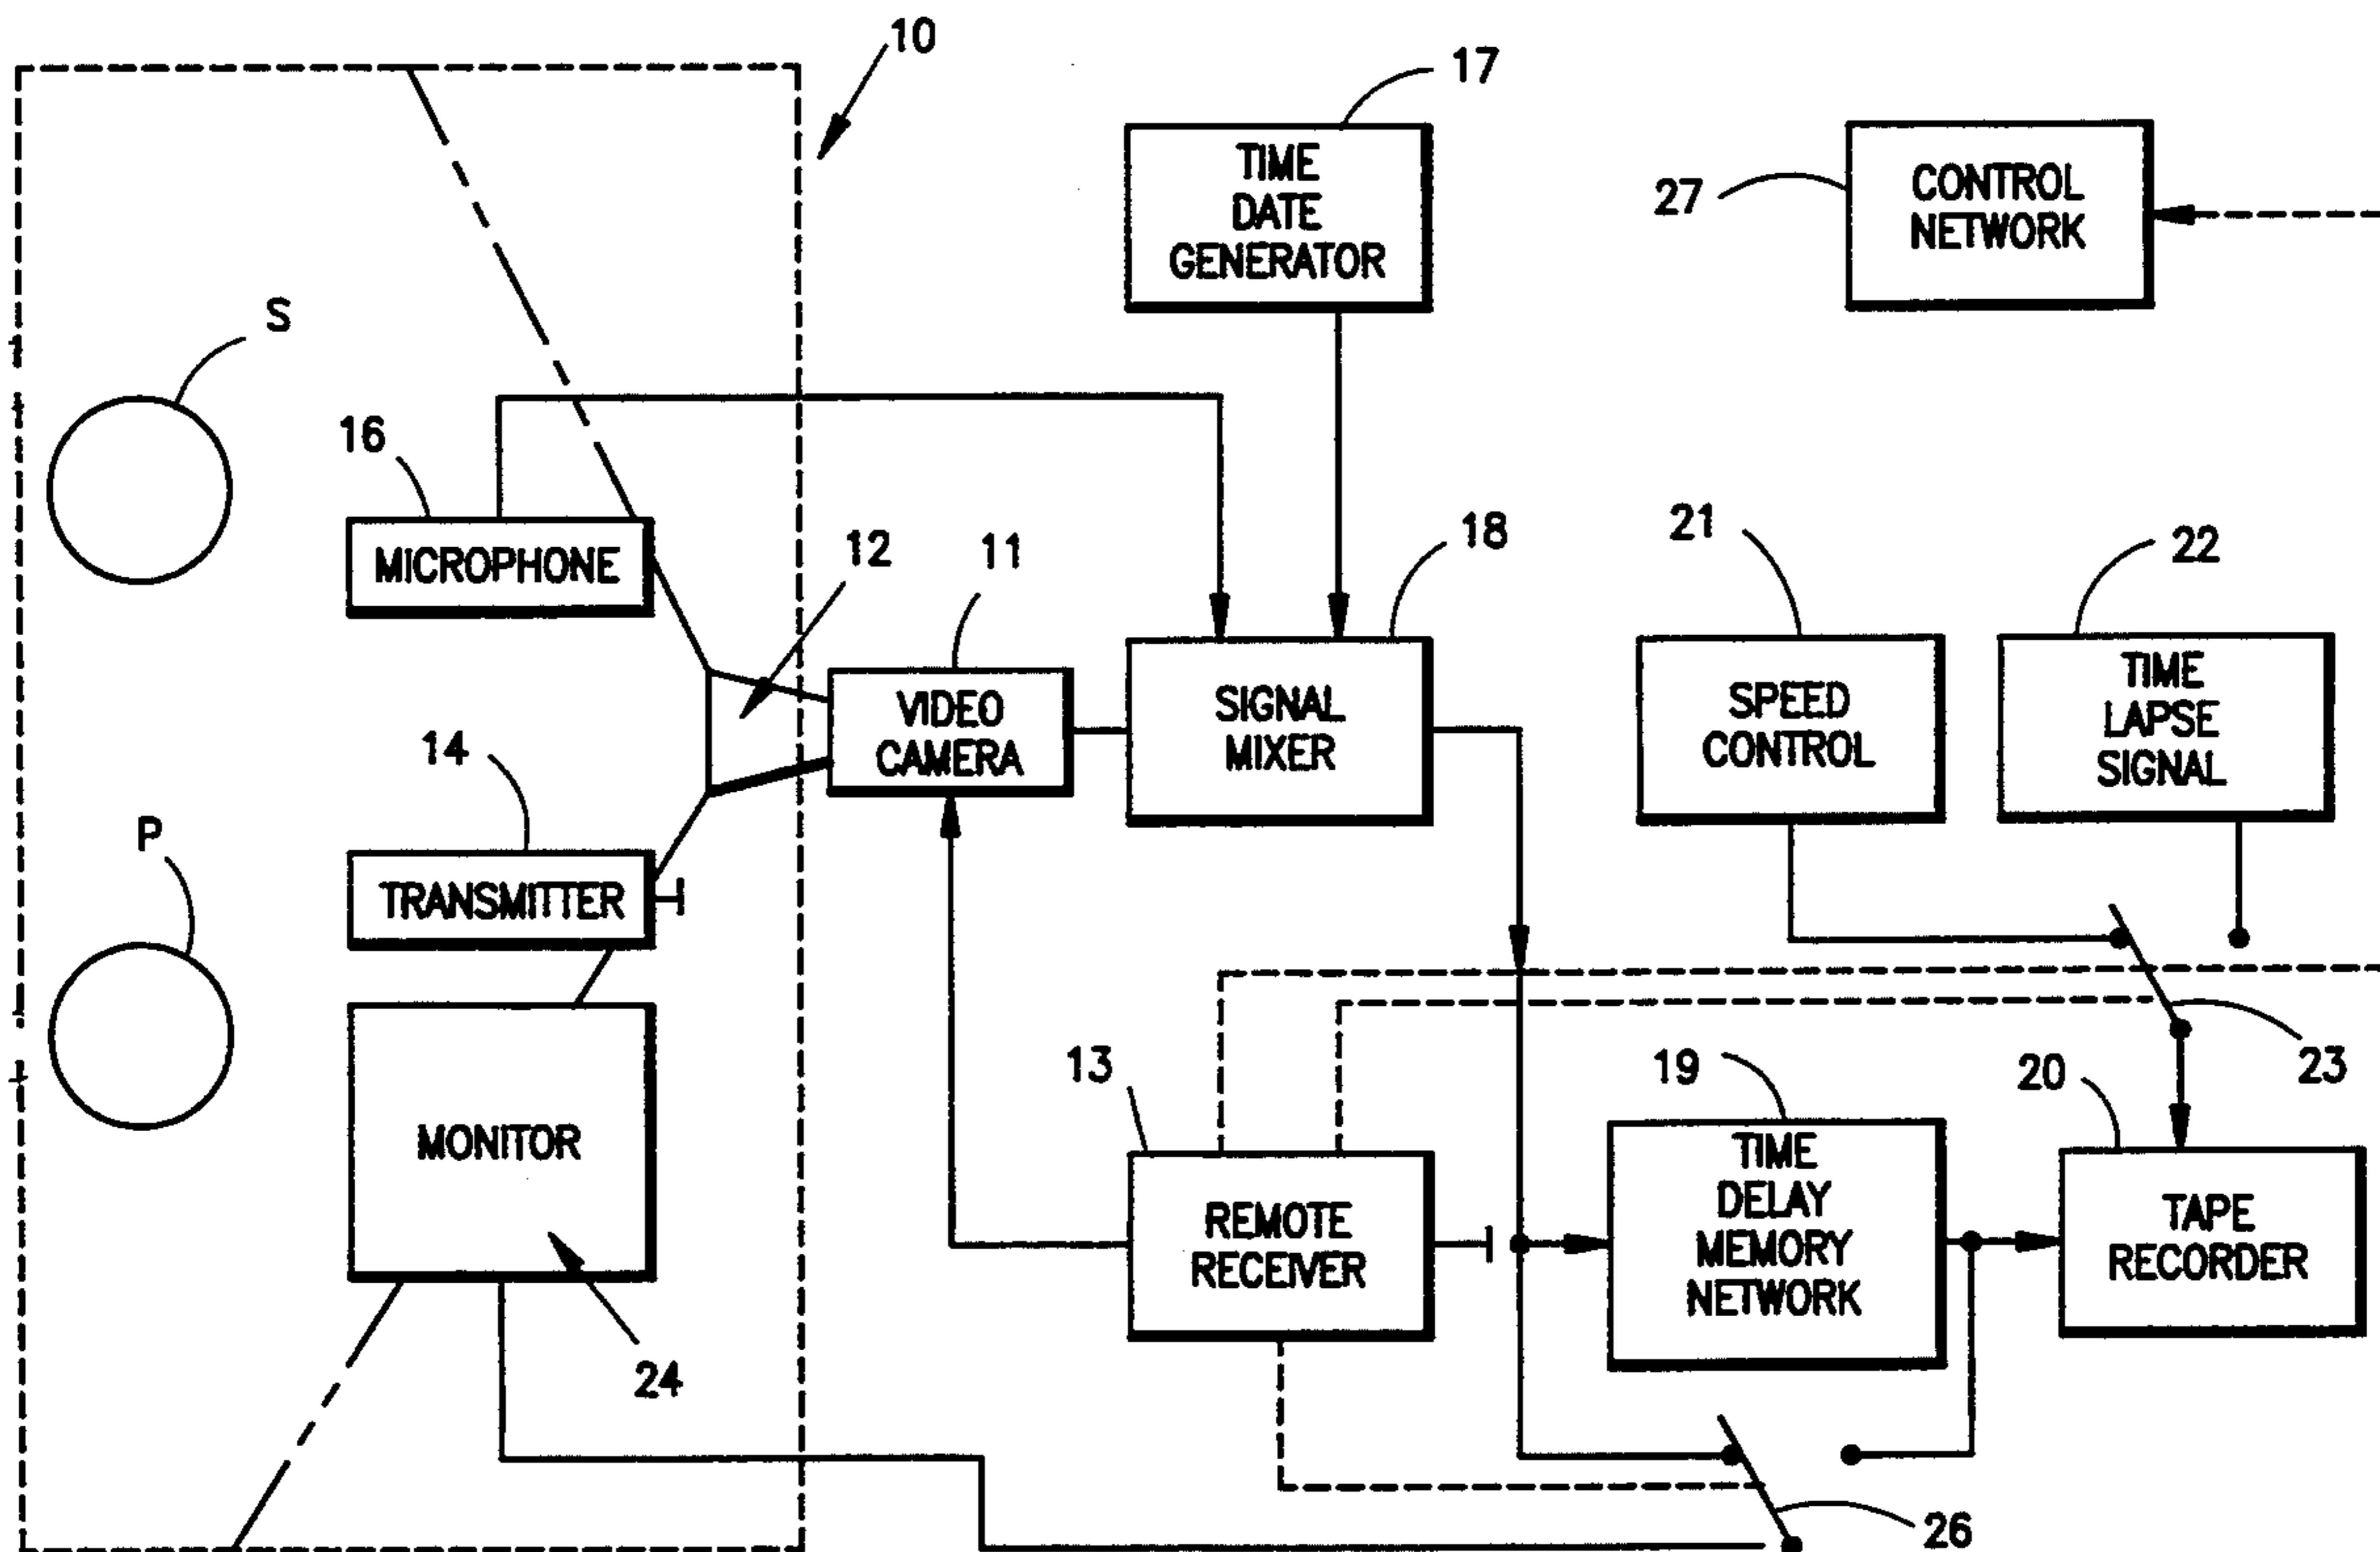 10
17
TIME
DATE
GENERATOR
27
CONTROL
NETWORK
S
16
MICROPHONE
12
11
VIDEO
CAMERA
18
SIGNAL
MIXER
21
SPEED
CONTROL
22
TIME
LAPSE
SIGNAL
14
TRANSMITTER
P
MONITOR
24
13
REMOTE
RECEIVER
19
TIME
DELAY
MEMORY
NETWORK
20
TAPE
RECORDER
23
26